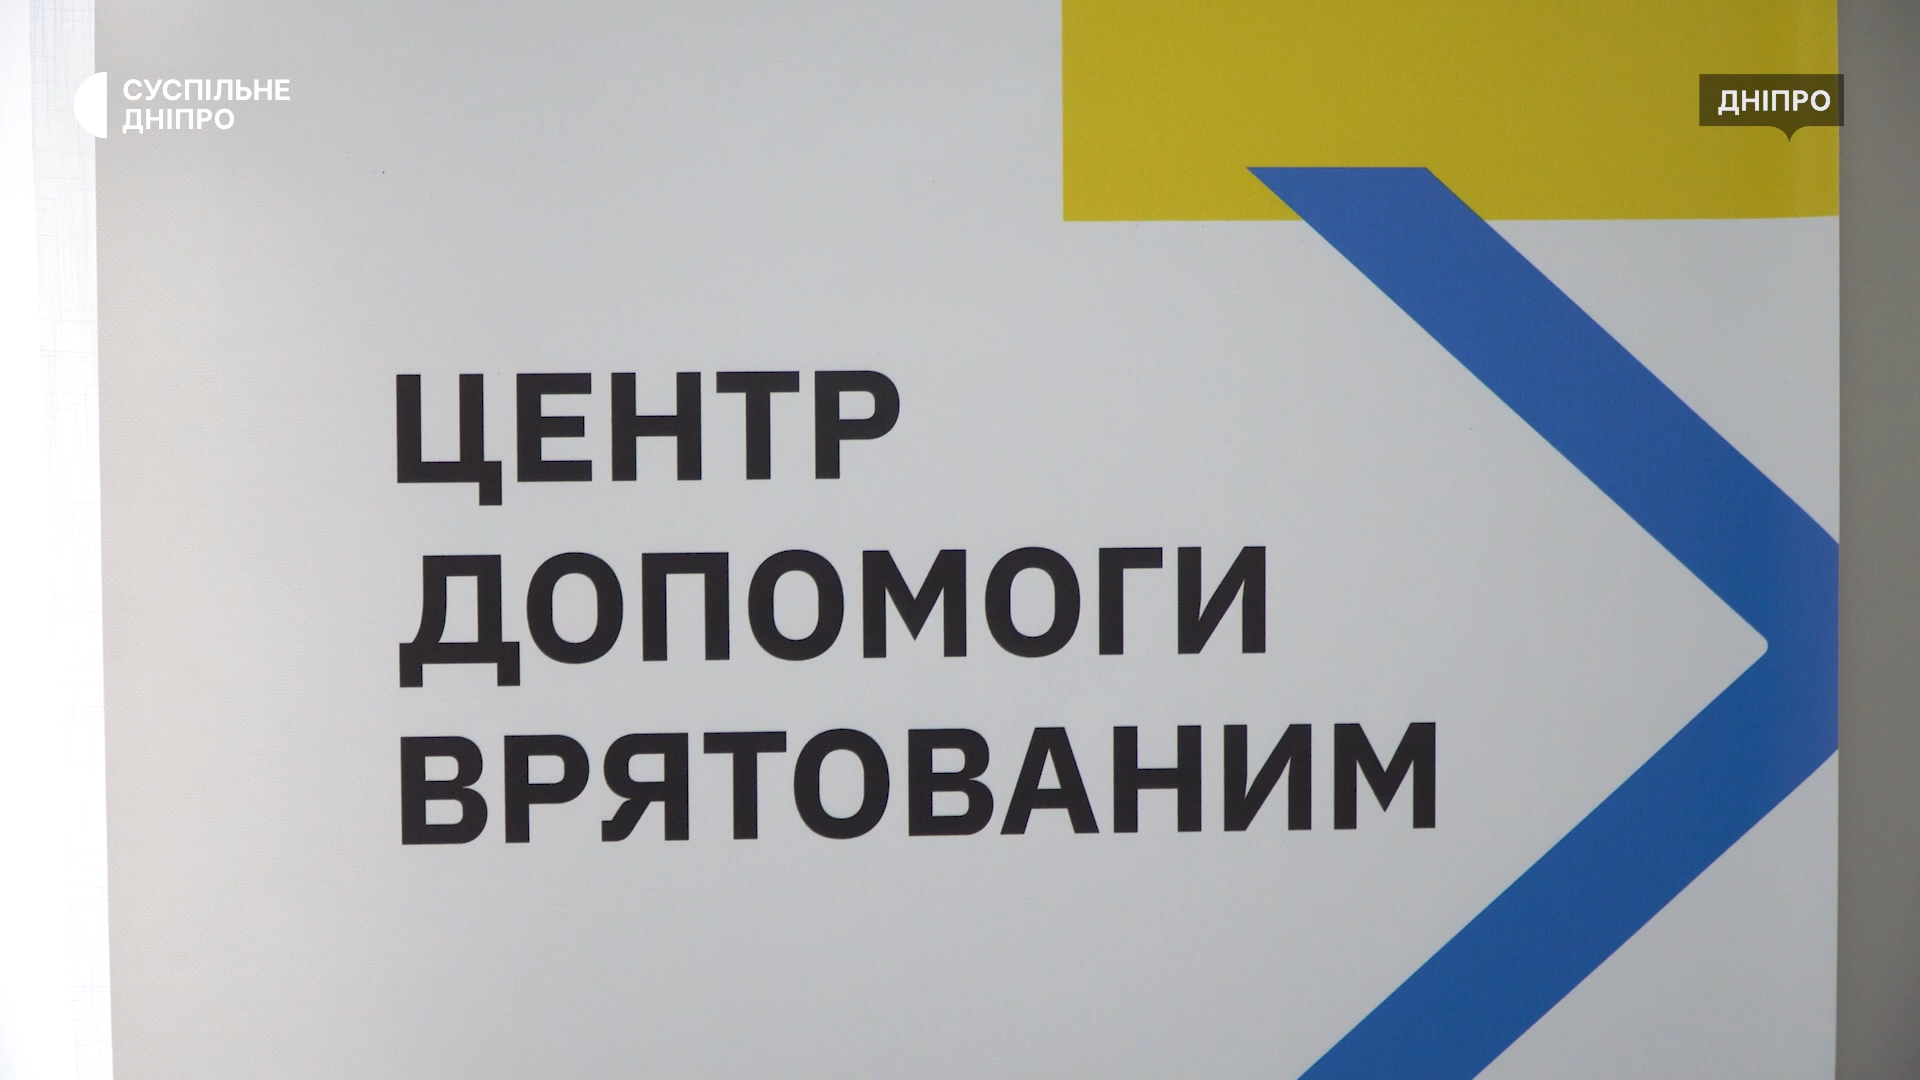 СУСПІЛЬНЕ
ДНІПРО
ДНІПРО
ЦЕНТР
ДОПОМОГИ
ВРЯТОВАНИМ